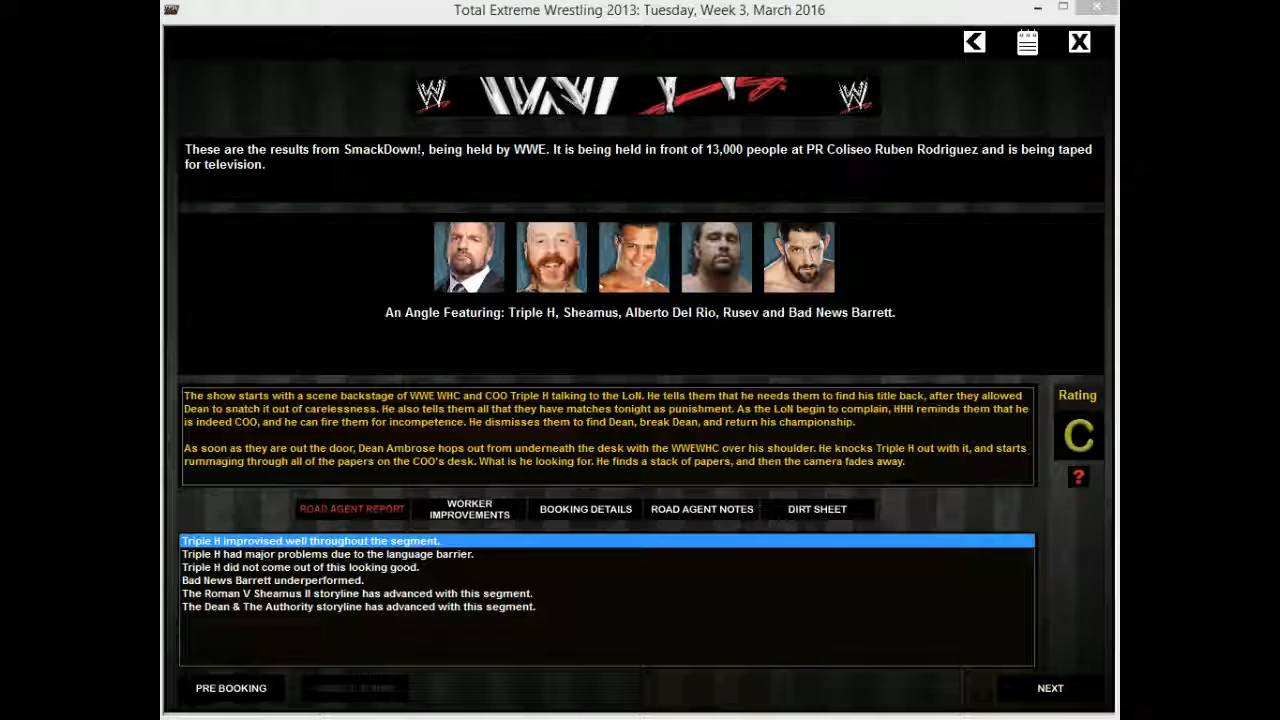 Total Extreme Wrestling 2013: Tuesday, Week 3, March 2016
These are the results from SmackDown!, being held by WWE. It is being held in front of 13,000 people at PR Coliseo Ruben Rodriguez and is being taped
for television.
An Angle Featuring: Triple H, Sheamus, Alberto Del Rio, Rusev and Bad News Barrett.
The show starts with a scene backstage of WWE WHC and COO Triple H talking to the LoN. He tells them that he needs them to find his title back, after they allowed
Dean to snatch it out of carelessness. He also tells them all that they have matches tonight as punishment. As the LoN begin to complain, HHH reminds them that he
is indeed COO, and he can fire them for incompetence. He dismisses them to find Dean, break Dean, and return his championship.
As soon as they are out the door, Dean Ambrose hops out from underneath the desk with the WWEWHC over his shoulder. He knocks Triple H out with it, and starts
rummaging through all of the papers on the COO's desk. What is he looking for. He finds a stack of papers, and then the camera fades away.
Rating
C
?
ROAD AGENT REPORT
WORKER
IMPROVEMENTS
BOOKING DETAILS
ROAD AGENT NOTES
DIRT SHEET
Triple H improvised well throughout the segment.
Triple H had major problems due to the language barrier.
Triple H did not come out of this looking good.
Bad News Barrett underperformed.
The Roman V Sheamus II storyline has advanced with this segment.
The Dean & The Authority storyline has advanced with this segment.
PRE BOOKING
NEXT